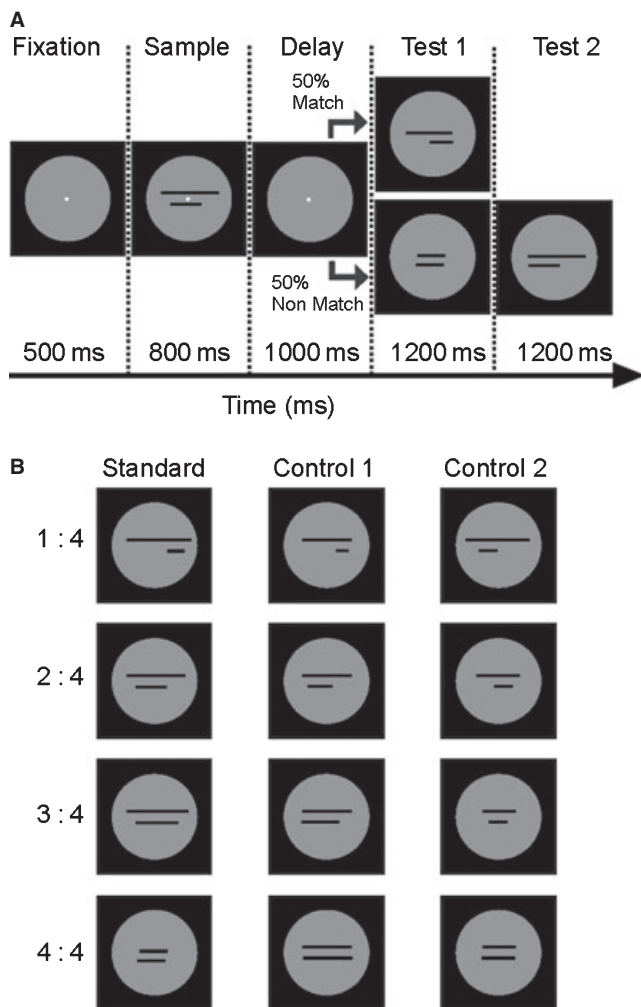 A
Fixation Sample Delay Test 1 Test 2
50%
Match
50%
Non Match
500 ms 800 ms 1000 ms 1200 ms 1200 ms
Time (ms)
B
Standard Control 1 Control 2
1 : 4
2 : 4
3 : 4
4 : 4